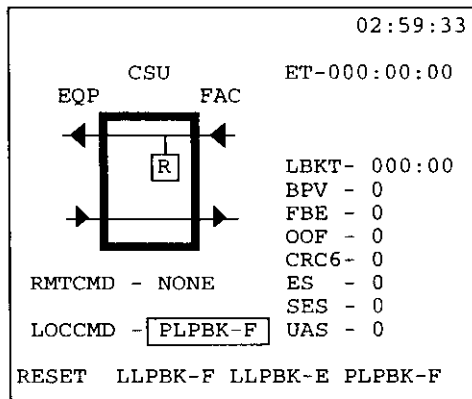 02:59:33
CSU ET-000:00:00
EQP FAC
R
LBKT- 000:00
BPV - 0
FBE - 0
OOF - 0
CRC6- 0
RMTCMD - NONE ES - 0
SES - 0
LOCCMD - PLPBK-F UAS - 0
RESET LLPBK-F LLPBK-E PLPBK-F